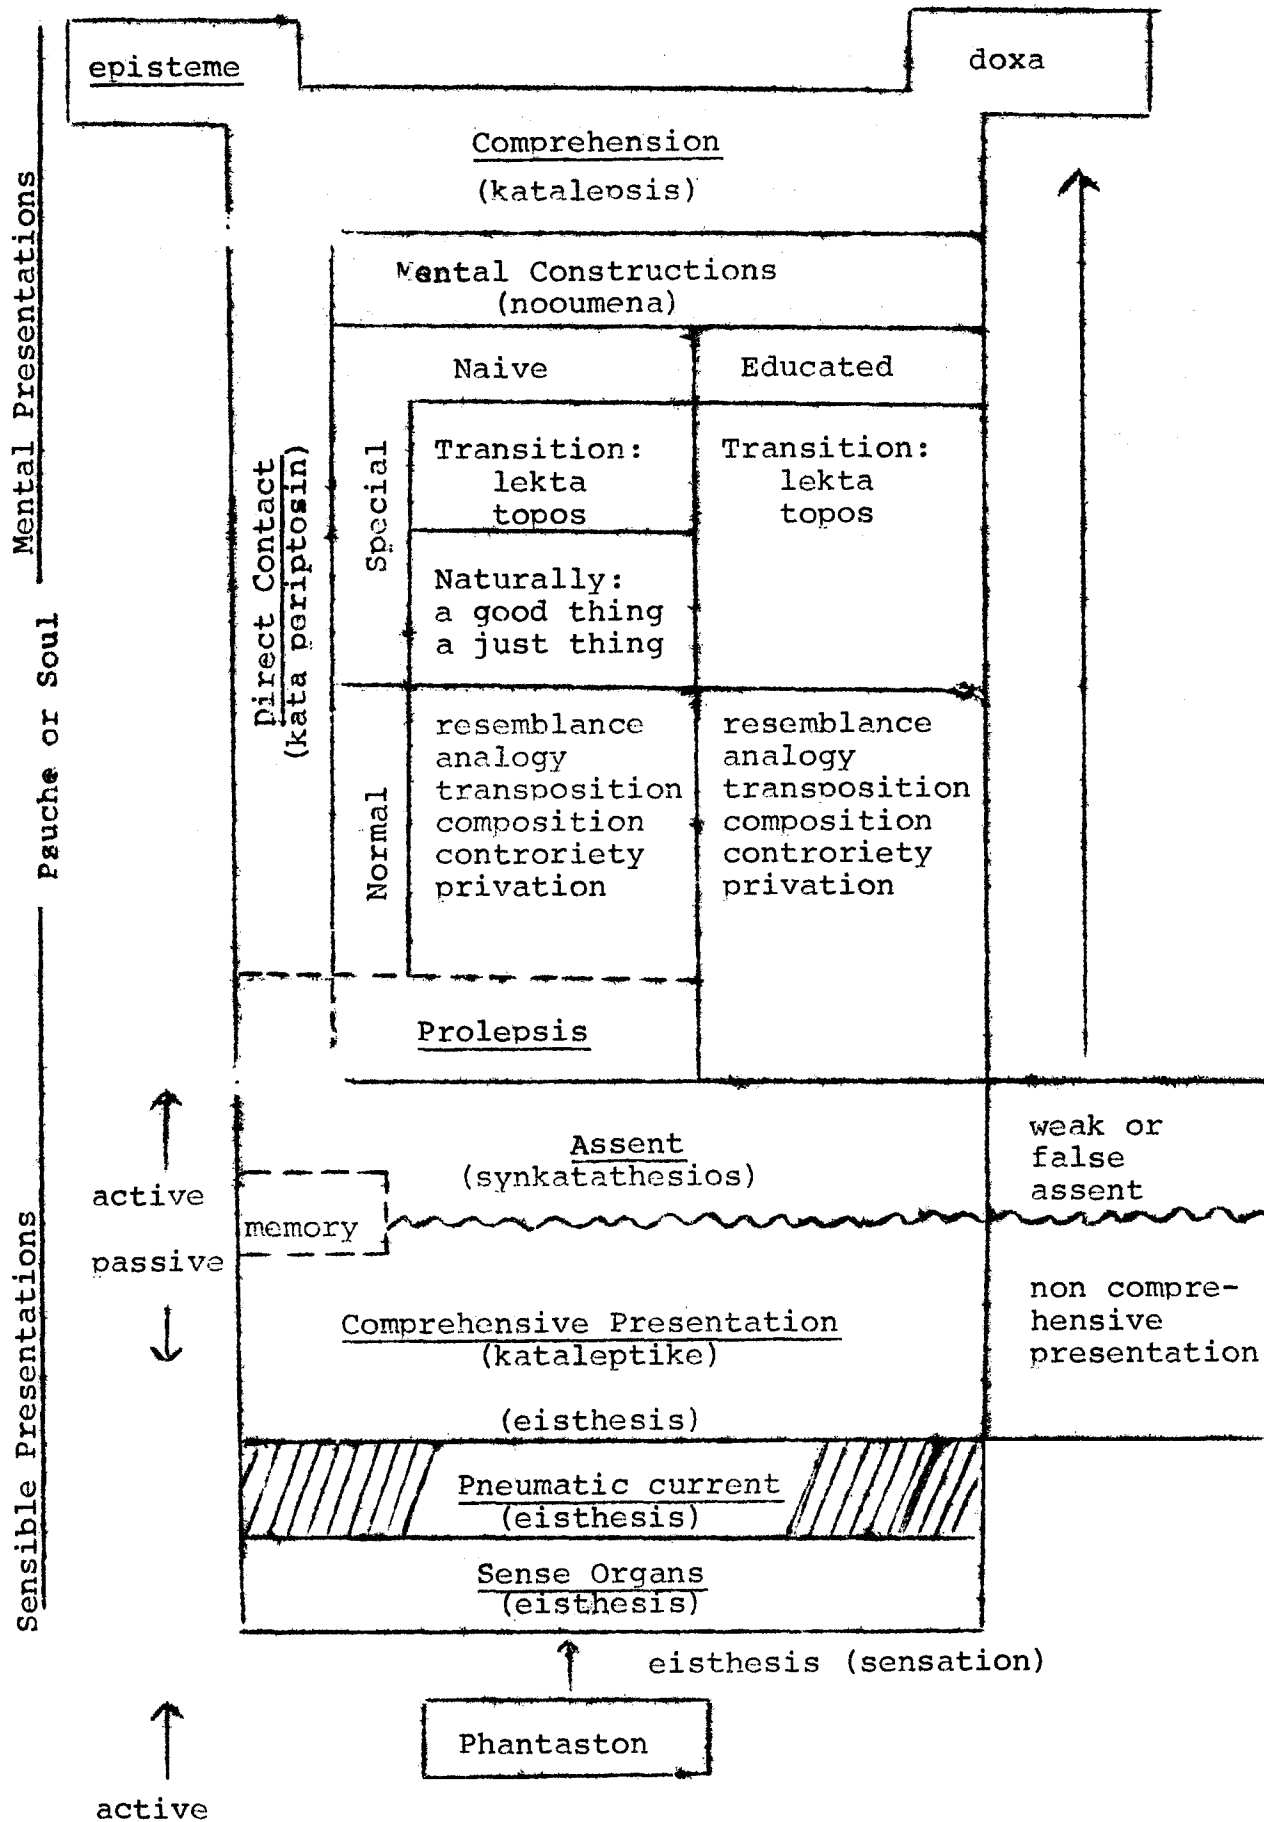 episteme
doxa
Comprehension
(katalepsis)
Mental Constructions
(nooumena)
Naive
Educated
Special
Transition:
lekta
topos
Transition:
lekta
topos
Naturally:
a good thing
a just thing
Direct Contact
(kata periptosin)
Normal
resemblance
analogy
transposition
composition
controriety
privation
resemblance
analogy
transposition
composition
controriety
privation
Prolepsis
Mental Presentations
Psuche or Soul
Sensible Presentations
Assent
(synkatathesios)
weak or
false
assent
active
memory
passive
Comprehensive Presentation
(kataleptike)
non compre-
hensive
presentation
(eisthesis)
Pneumatic current
(eisthesis)
Sense Organs
(eisthesis)
eisthesis (sensation)
Phantaston
active